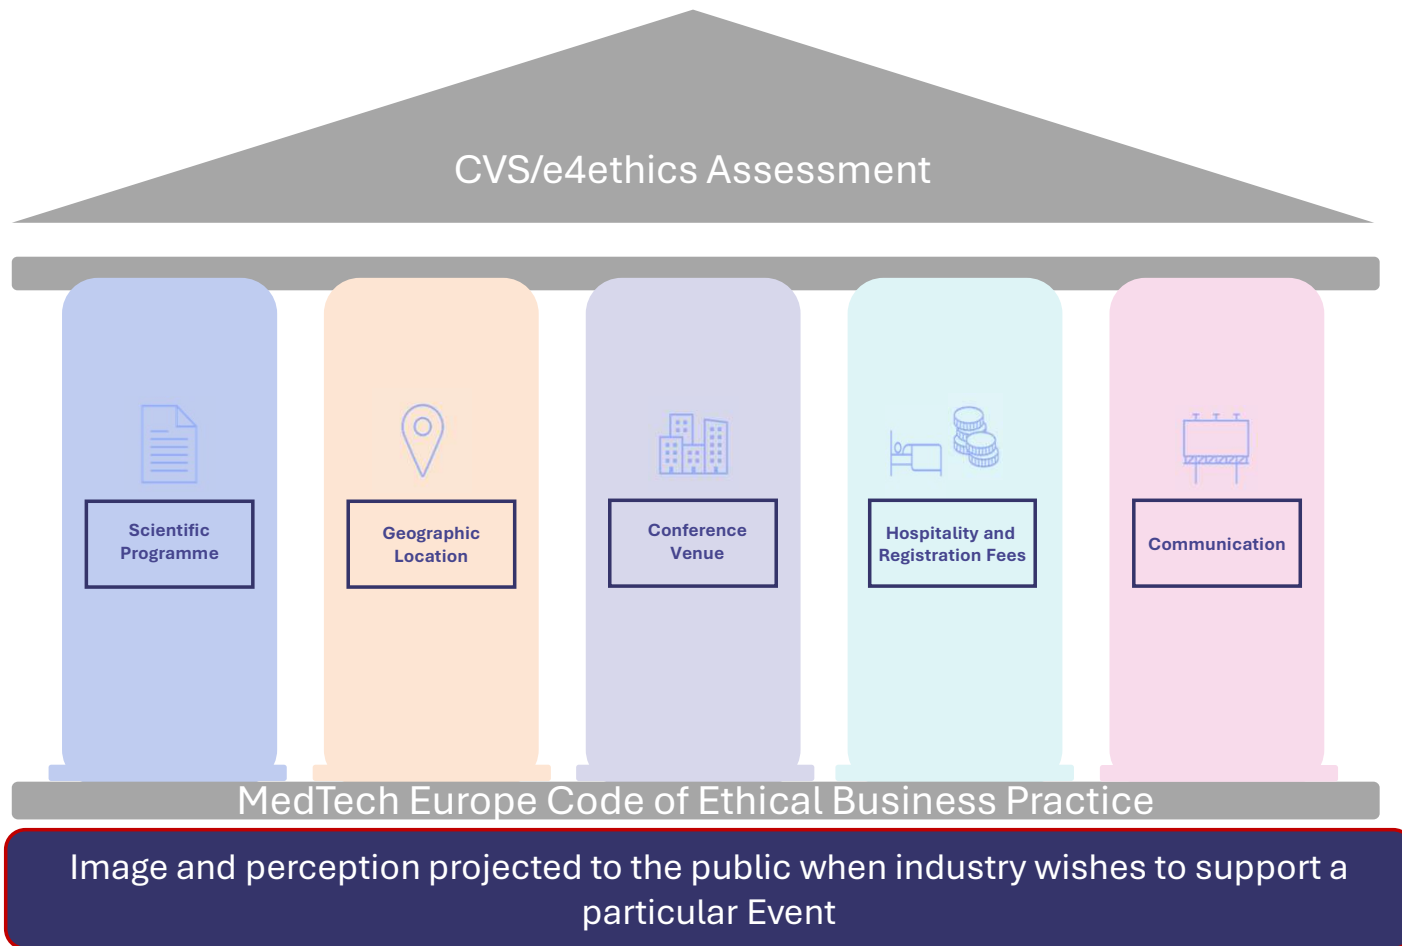 CVS/e4ethics Assessment
Scientific
Programme
Geographic
Location
Conference
Venue
Hospitality and
Registration Fees
Communication
MedTech Europe Code of Ethical Business Practice
Image and perception projected to the public when industry wishes to support a
particular Event